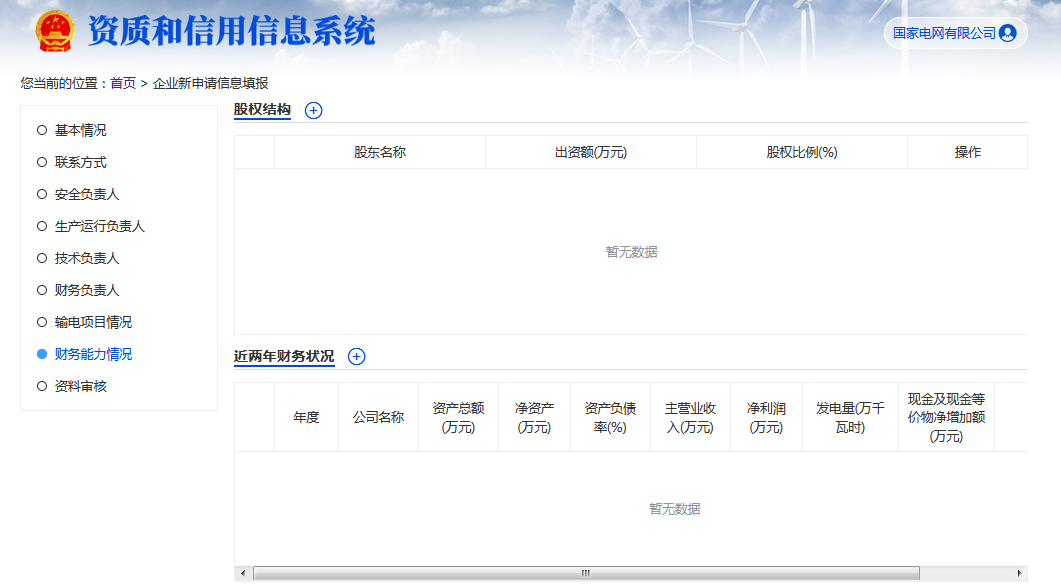 资质和信用信息系统
国家电网有限公司
您当前的位置：首页 > 企业新申请信息填报
基本情况
联系方式
安全负责人
生产运行负责人
技术负责人
财务负责人
输电项目情况
财务能力情况
资料审核
股权结构
股东名称 出资额(万元) 股权比例(%) 操作
暂无数据
近两年财务状况
年度 公司名称 资产总额(万元) 净资产(万元) 资产负债率(%) 主营业收入(万元) 净利润(万元) 发电量(万千瓦时) 现金及现金等价物净增加额(万元)
暂无数据